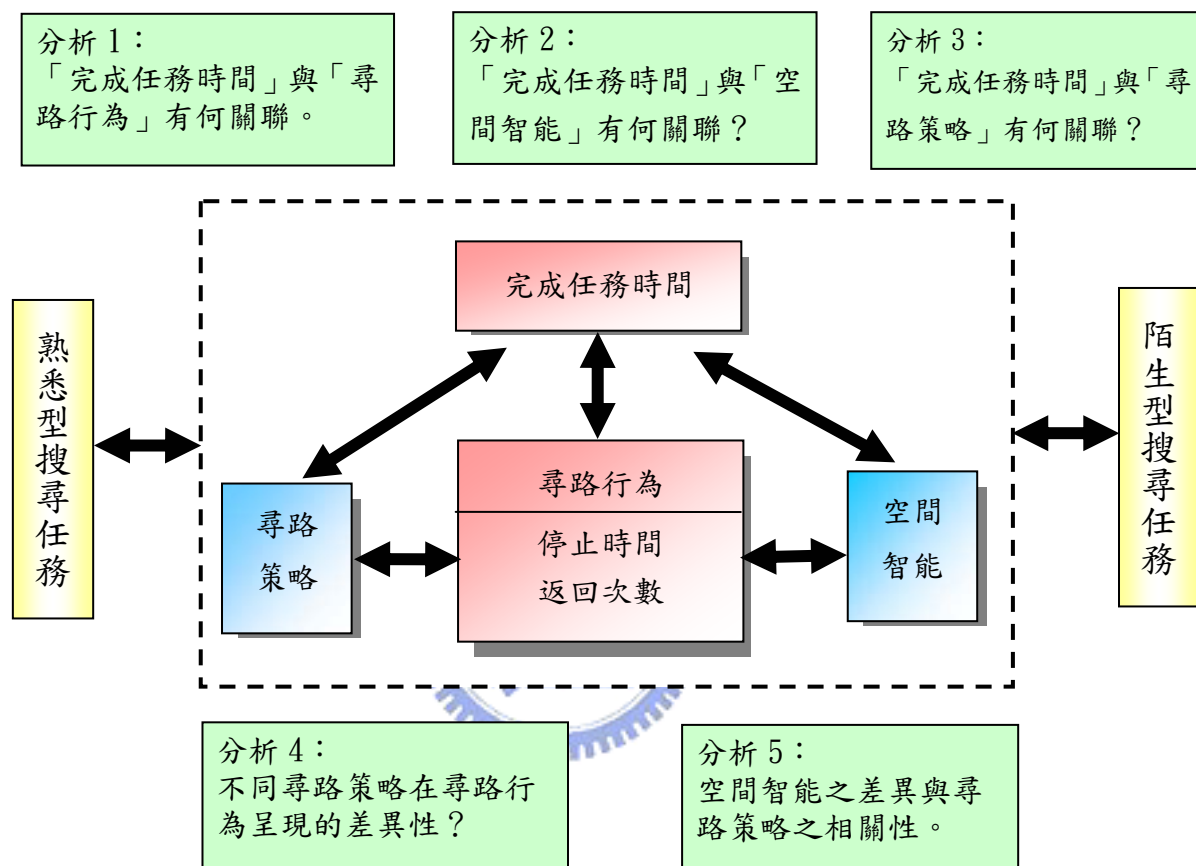 分析 1：
「完成任務時間」與「尋
路行為」有何關聯。
分析 2：
「完成任務時間」與「空
間智能」有何關聯？
分析 3：
「完成任務時間」與「尋
路策略」有何關聯？
完成任務時間
熟悉型搜尋任務
陌生型搜尋任務
尋路
策略
尋路行為
停止時間
返回次數
空間
智能
分析 4：
不同尋路策略在尋路行
為呈現的差異性？
分析 5：
空間智能之差異與尋
路策略之相關性。